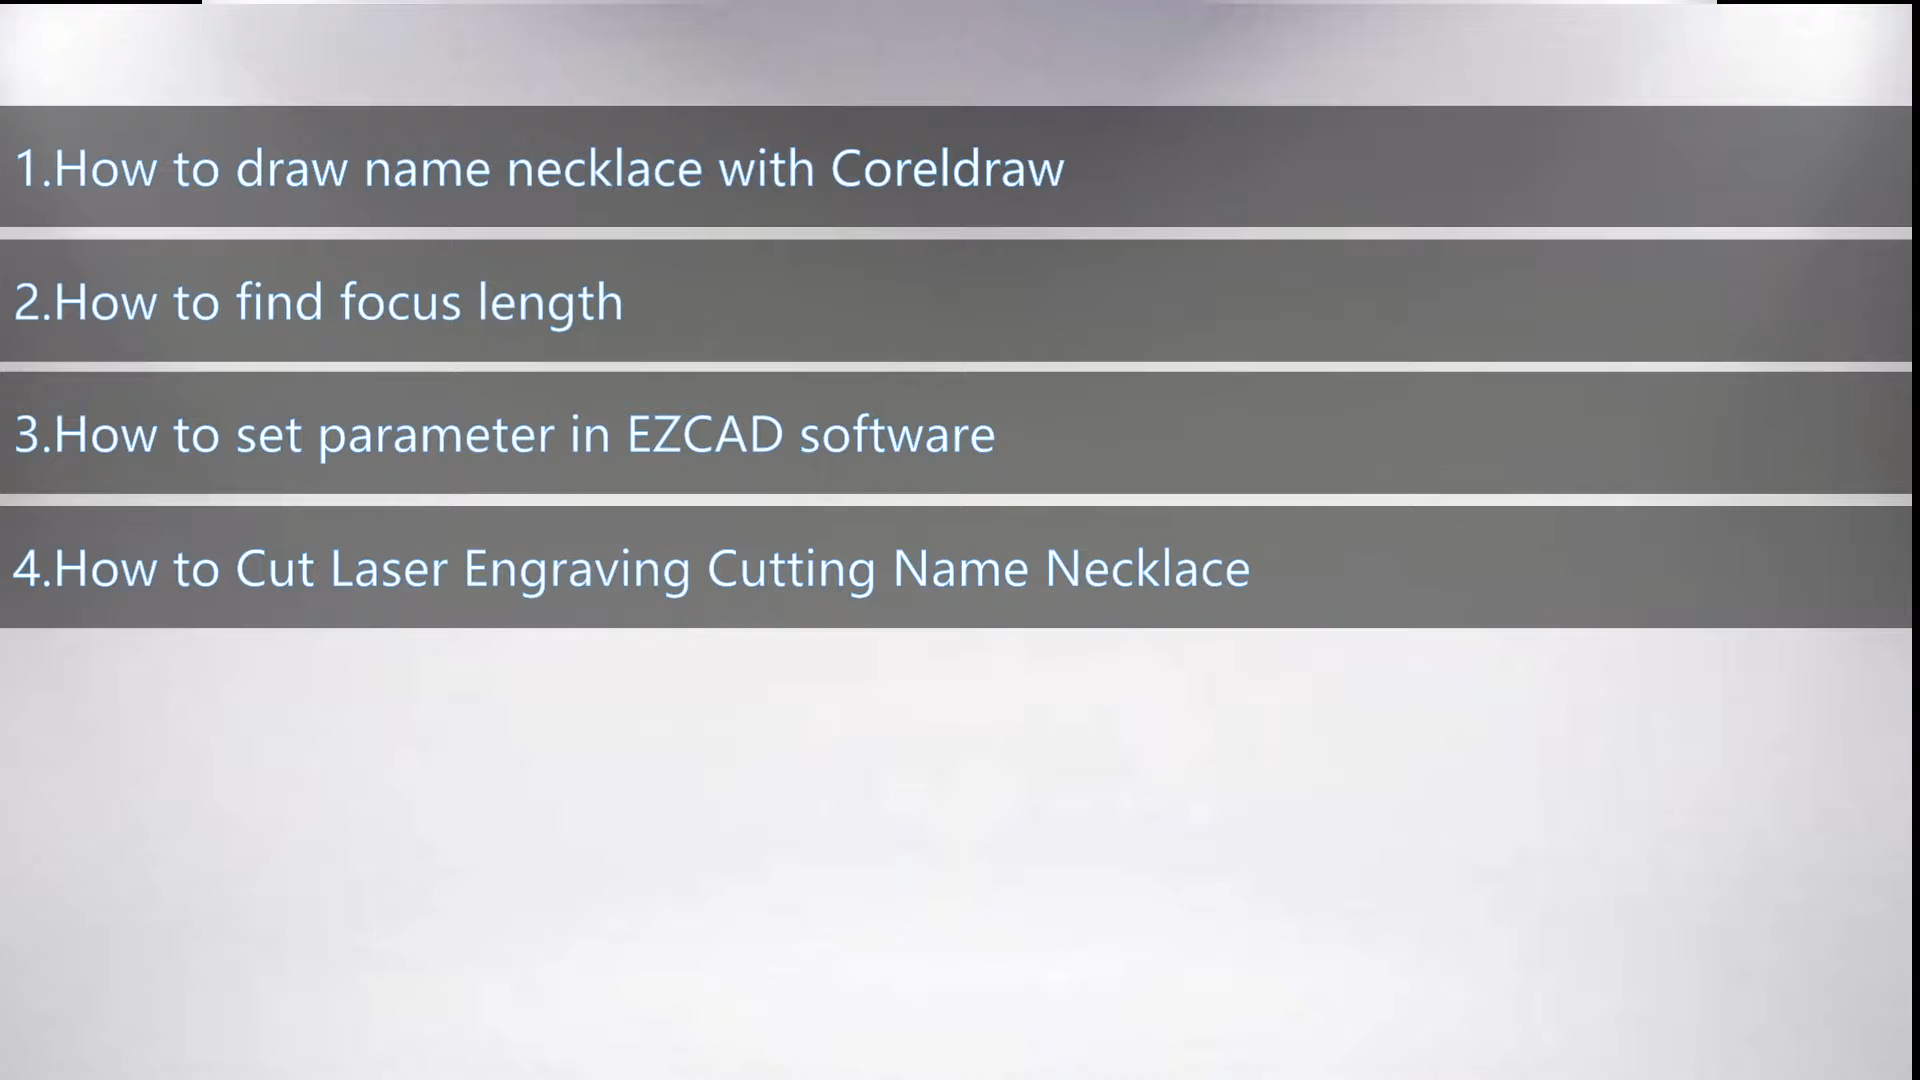 1.How to draw name necklace with Coreldraw
2.How to find focus length
3.How to set parameter in EZCAD software
4.How to Cut Laser Engraving Cutting Name Necklace